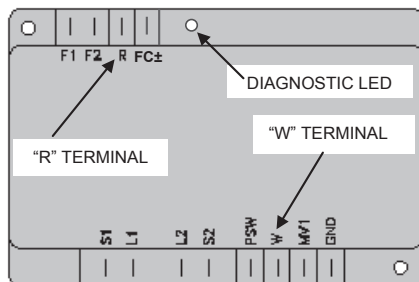 F1 F2 R FC±
DIAGNOSTIC LED
"W" TERMINAL
"R" TERMINAL
S1 L1 L2 S2 PSW W MV1 GND